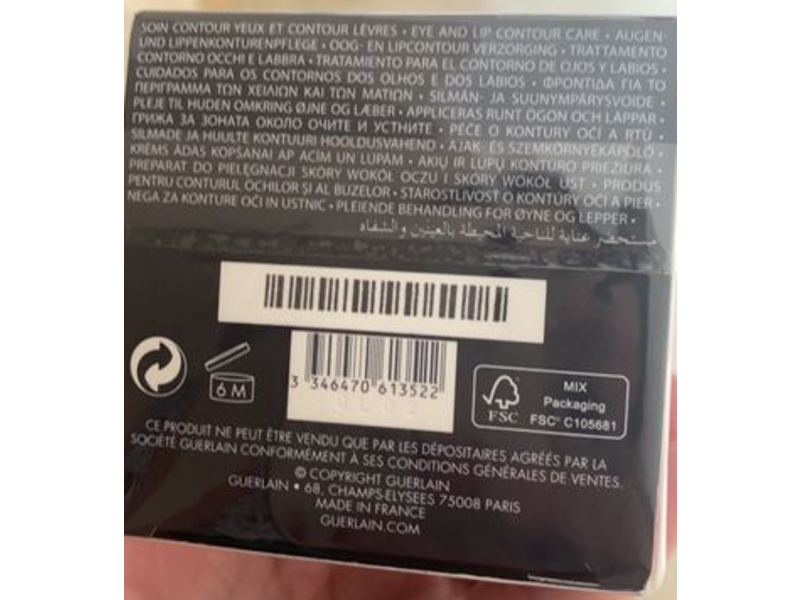 SOIN CONTOUR YEUX ET CONTOUR LÈVRES • EYE AND LIP CONTOUR CARE • AUGEN-
UND LIPPENKONTURENPFLEGE • OOG- EN LIPCONTOUR VERZORGING • TRATTAMENTO
CONTORNO OCCHI E LABBRA • TRATAMIENTO PARA EL CONTORNO DE OJOS Y LABIOS •
CUIDADOS PARA OS CONTORNOS DOS OLHOS E DOS LÁBIOS • ΦΡΟΝΤΙΔΑ ΓΙΑ ΤΟ
ΠΕΡΙΓΡΑΜΜΑ ΤΩΝ ΧΕΙΛΙΩΝ ΚΑΙ ΤΩΝ ΜΑΤΙΩΝ • SILMÄN- JA SUUNYMPÄRYSVOIDE •
PLEJE TIL HUDEN OMKRING ØJNE OG LÆBER • APPLICERAS RUNT ÖGON OCH LÄPPAR •
ГРИЖА ЗА ЗОНАТА ОКОЛО ОЧИТЕ И УСТНИТЕ • PÉČE O KONTURY OČÍ A RTŮ •
SILMADE JA HUULTE KONTUURI HOOLDUSVAHEND • AJAK- ÉS SZEMKÖRNYÉKÁPOLÓ •
KRĒMS ĀDAS KOPŠANAI AP ACĪM UN LŪPĀM • AKIŲ IR LŪPŲ KONTŪRO PRIEŽIŪRA •
PREPARAT DO PIELĘGNACJI SKÓRY WOKÓŁ OCZU I SKÓRY WOKÓŁ UST • PRODUS
PENTRU CONTURUL OCHILOR ȘI AL BUZELOR • STAROSTLIVOSŤ O KONTÚRY OČÍ A PIER •
NEGA ZA KONTURE OČI IN USTNIC • PLEIENDE BEHANDLING FOR ØYNE OG LEPPER •
مستحضر عناية للناحية المحيطة بالعينين والشفاه
6 M
3 346470 613522
FSC
MIX
Packaging
FSC® C105681
CE PRODUIT NE PEUT ÊTRE VENDU QUE PAR LES DÉPOSITAIRES AGRÉÉS PAR LA
SOCIÉTÉ GUERLAIN CONFORMÉMENT À SES CONDITIONS GÉNÉRALES DE VENTES.
© COPYRIGHT GUERLAIN
GUERLAIN • 68, CHAMPS-ELYSEES 75008 PARIS
MADE IN FRANCE
GUERLAIN.COM